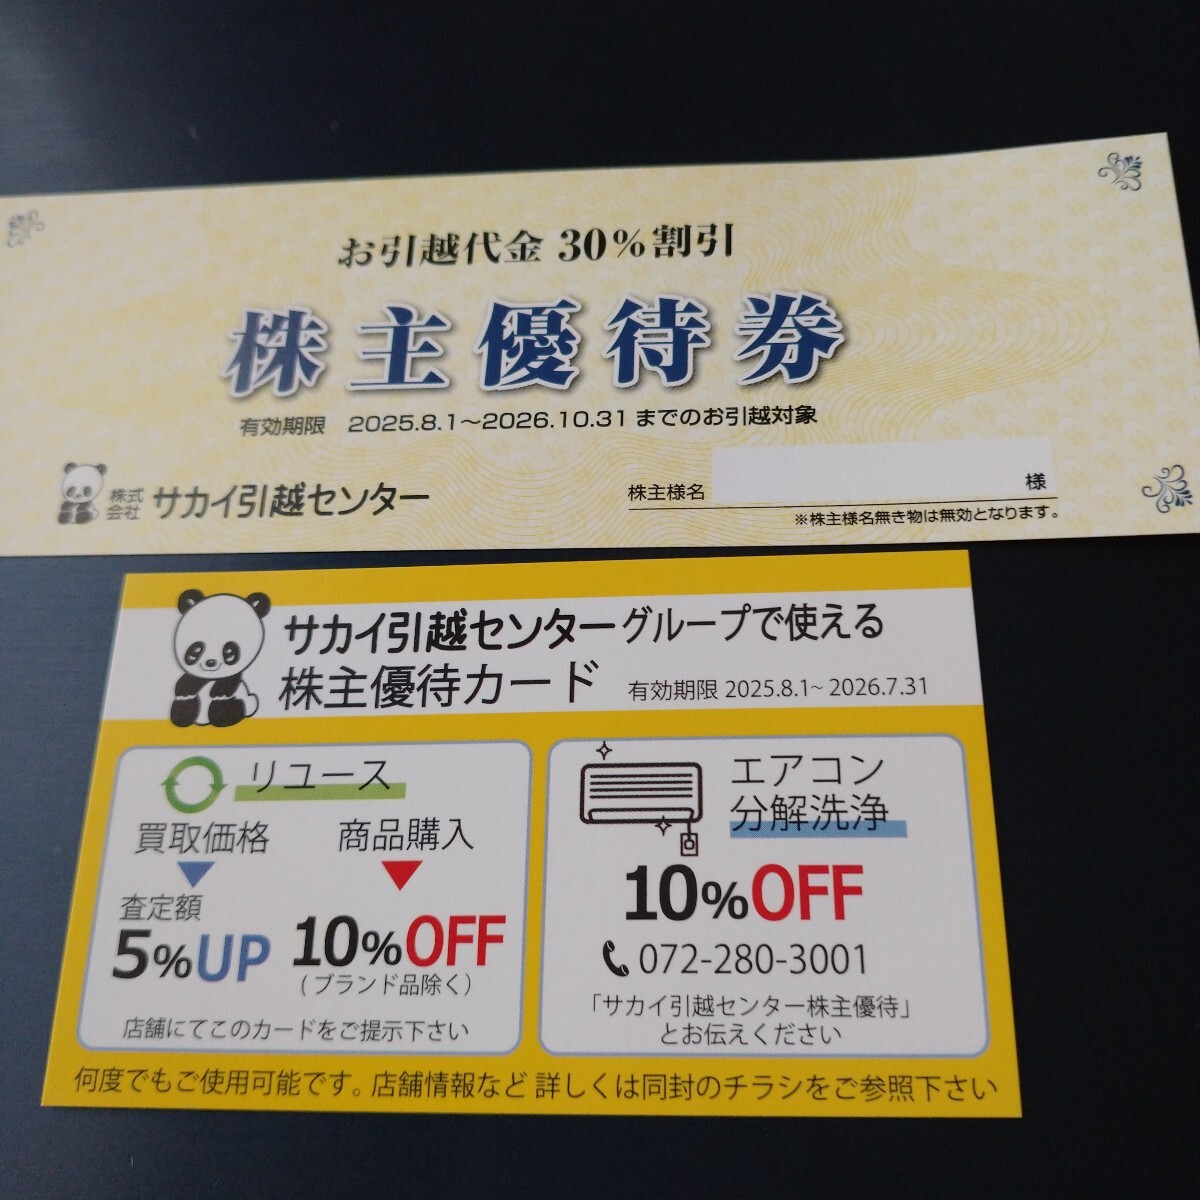 お引越代金 30%割引
株主優待券
有効期限 2025.8.1～2026.10.31 までのお引越対象
株式会社 サカイ引越センター
株主様名 様
※株主様名無き物は無効となります。
サカイ引越センターグループで使える
株主優待カード 有効期限 2025.8.1~ 2026.7.31
リユース
買取価格 商品購入
査定額
5%UP 10%OFF
(ブランド品除く)
店舗にてこのカードをご提示下さい
エアコン
分解洗浄
10%OFF
072-280-3001
「サカイ引越センター株主優待」
とお伝えください
何度でもご使用可能です。店舗情報など 詳しくは同封のチラシをご参照下さい